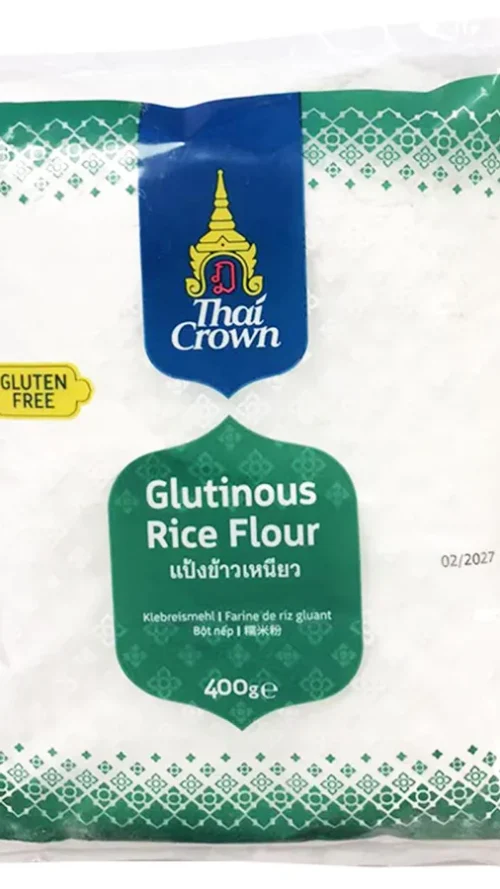 Thai
Crown
GLUTEN
FREE
Glutinous
Rice Flour
แป้งข้าวเหนียว
02/2027
Klebreismehl | Farine de riz gluant
Bột nếp | 糯米粉
400g℮